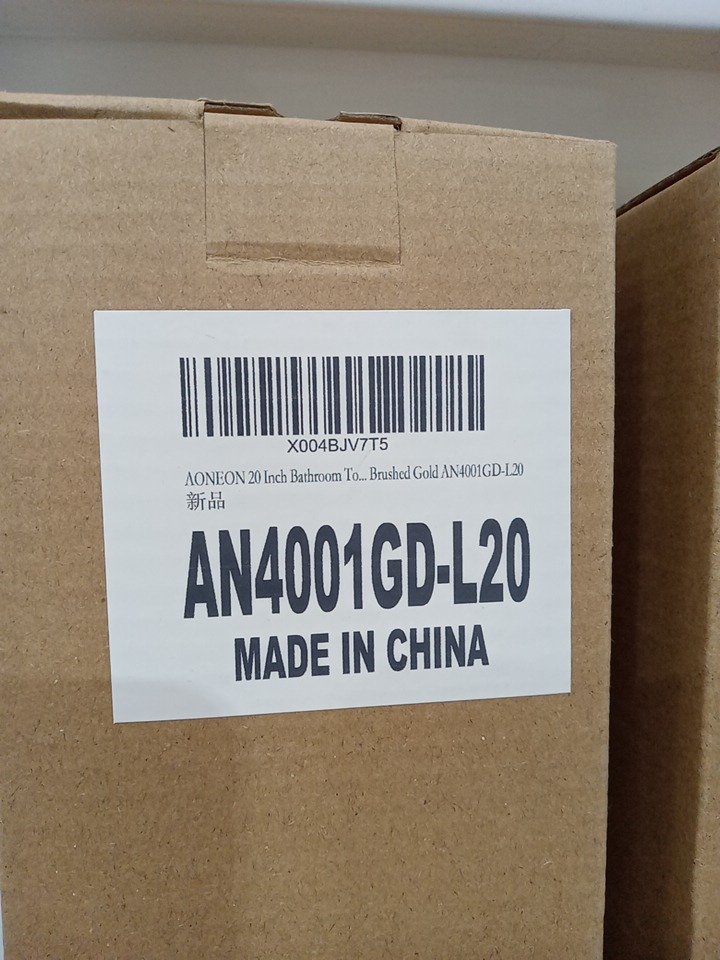 X004BJV7T5
AONEON 20 Inch Bathroom To... Brushed Gold AN4001GD-L20
新品
AN4001GD-L20
MADE IN CHINA